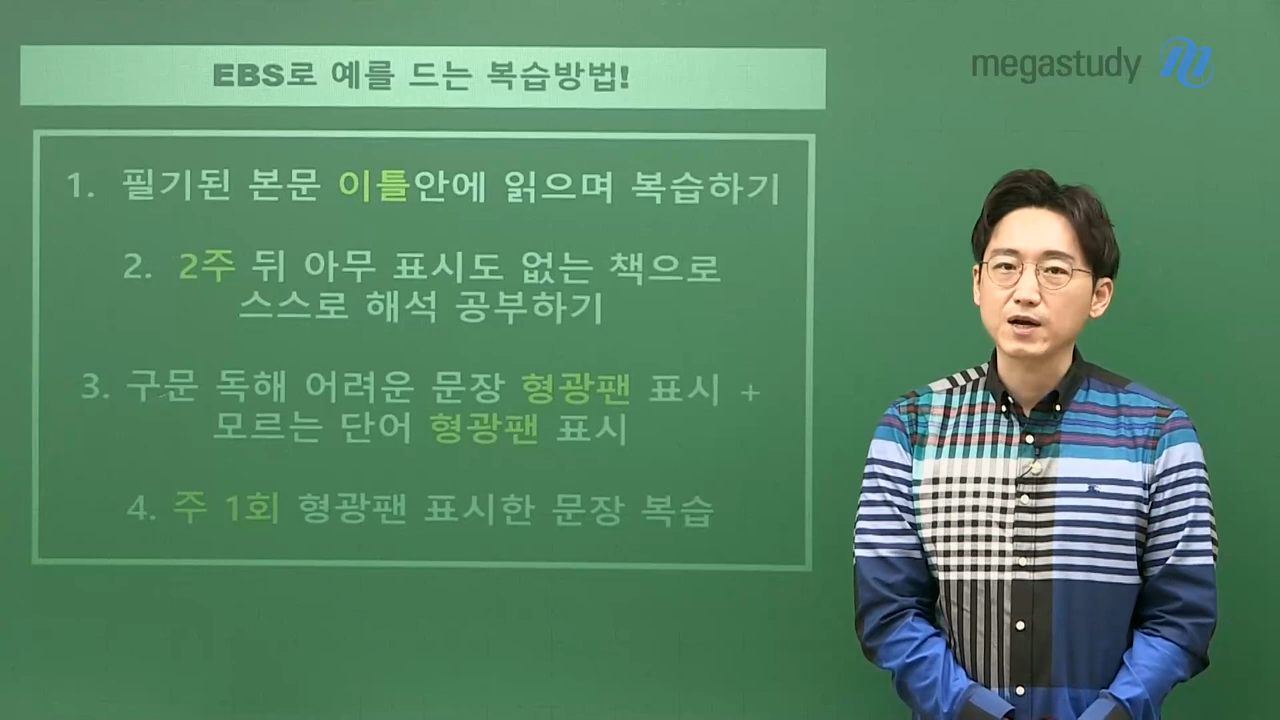 EBS로 예를 드는 복습방법!
megastudy
1. 필기된 본문 이틀안에 읽으며 복습하기
2. 2주 뒤 아무 표시도 없는 책으로
스스로 해석 공부하기
3. 구문 독해 어려운 문장 형광팬 표시 +
모르는 단어 형광팬 표시
4. 주 1회 형광팬 표시한 문장 복습